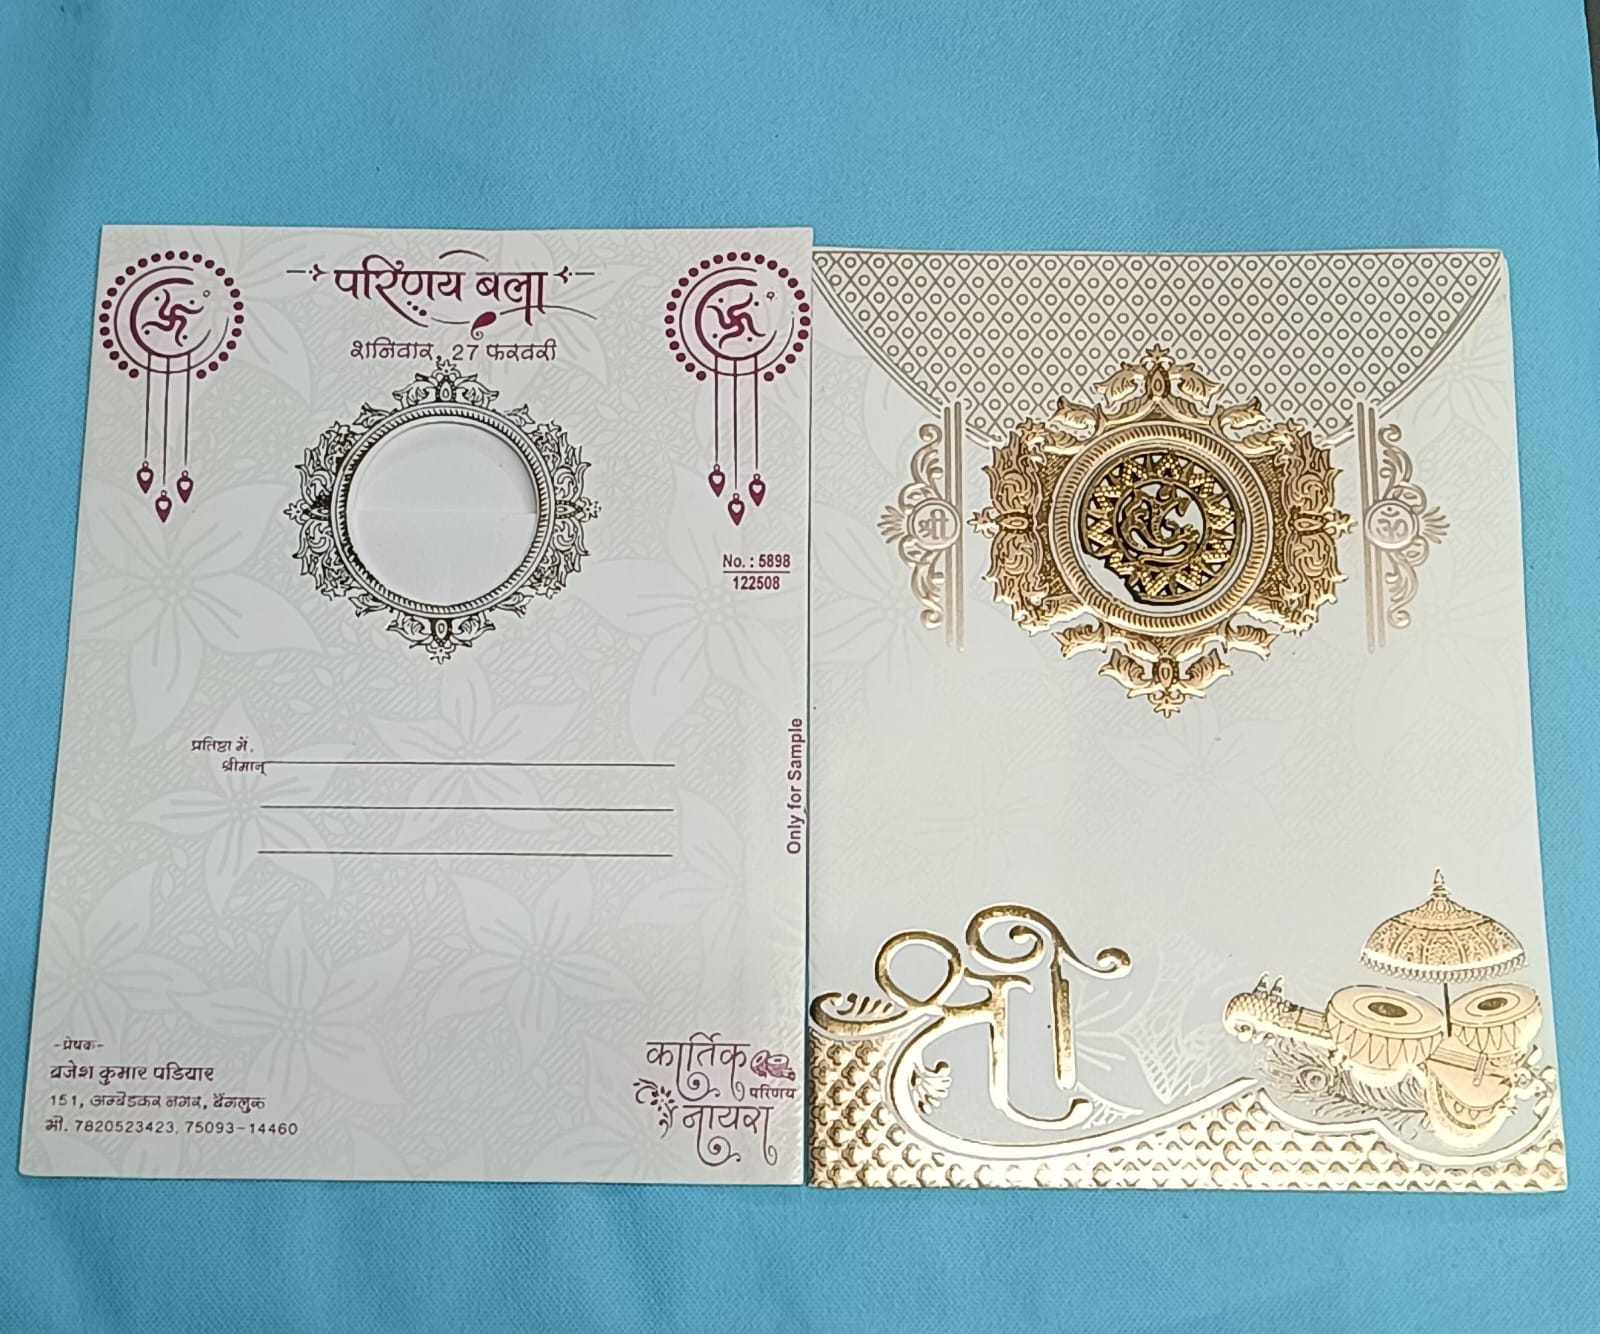 परिणय बेला
शनिवार, 27 फरवरी
No. : 5898
122508
Only for Sample
प्रतिष्ठा में,
श्रीमान्
-प्रेषक-
ब्रजेश कुमार पडियार
151, अम्बेडकर नगर, बैंगलुरु
मो. 7820523423, 75093-14460
कार्तिक
परिणय
नायरा
श्री
ॐ
श्री